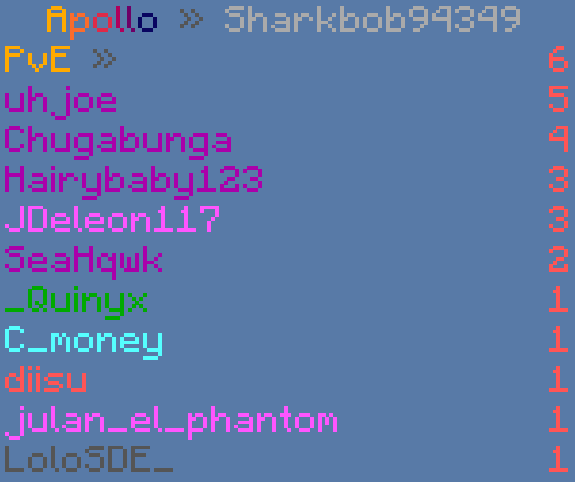 Apollo » Sharkbob94349
PvE » 6
uhjoe 5
Chugabunga 4
Hairybaby123 3
JDeleon117 3
SeaHqwk 2
_Quinyx 1
C_money 1
diisu 1
julan_el_phantom 1
LoloSDE_ 1